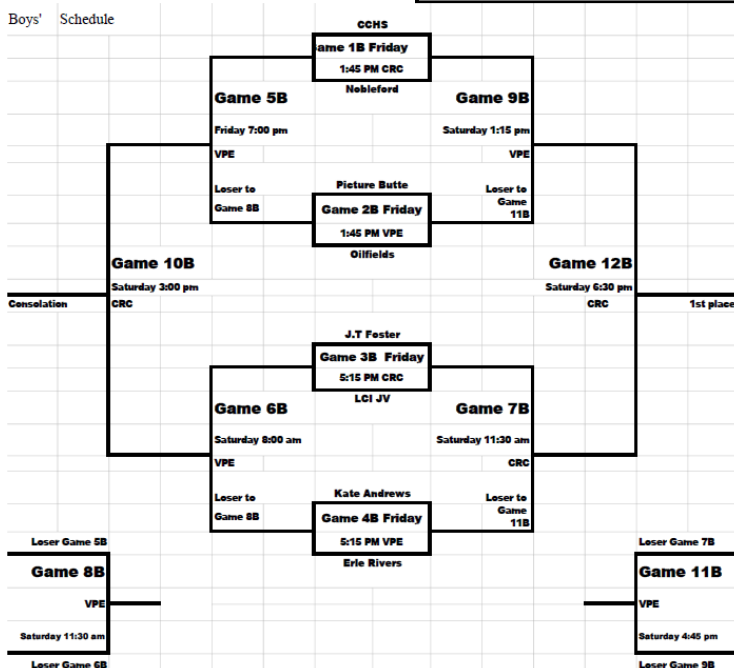 Boys' Schedule
CCHS
ame 1B Friday
1:45 PM CRC
Nobleford
Game 5B
Friday 7:00 pm
VPE
Loser to
Game 8B
Game 9B
Saturday 1:15 pm
VPE
Loser to
Game
11B
Picture Butte
Game 2B Friday
1:45 PM VPE
Oilfields
Game 10B
Saturday 3:00 pm
CRC
Consolation
Game 12B
Saturday 6:30 pm
CRC
1st place
J.T Foster
Game 3B Friday
5:15 PM CRC
LCI JV
Game 6B
Saturday 8:00 am
VPE
Loser to
Game 8B
Game 7B
Saturday 11:30 am
CRC
Loser to
Game
11B
Kate Andrews
Game 4B Friday
5:15 PM VPE
Erle Rivers
Loser Game 5B
Game 8B
VPE
Saturday 11:30 am
Loser Game 6B
Loser Game 7B
Game 11B
VPE
Saturday 4:45 pm
Loser Game 9B